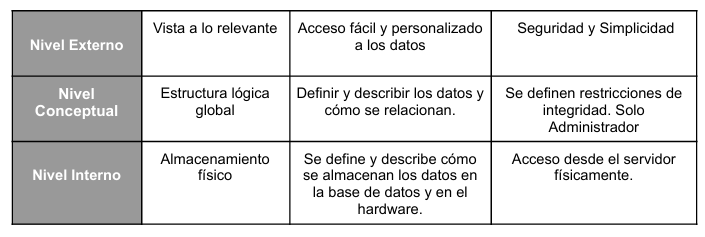 Nivel Externo
Vista a lo relevante
Acceso fácil y personalizado
a los datos
Seguridad y Simplicidad
Nivel
Conceptual
Estructura lógica
global
Definir y describir los datos y
cómo se relacionan.
Se definen restricciones de
integridad. Solo
Administrador
Nivel Interno
Almacenamiento
físico
Se define y describe cómo
se almacenan los datos en
la base de datos y en el
hardware.
Acceso desde el servidor
físicamente.